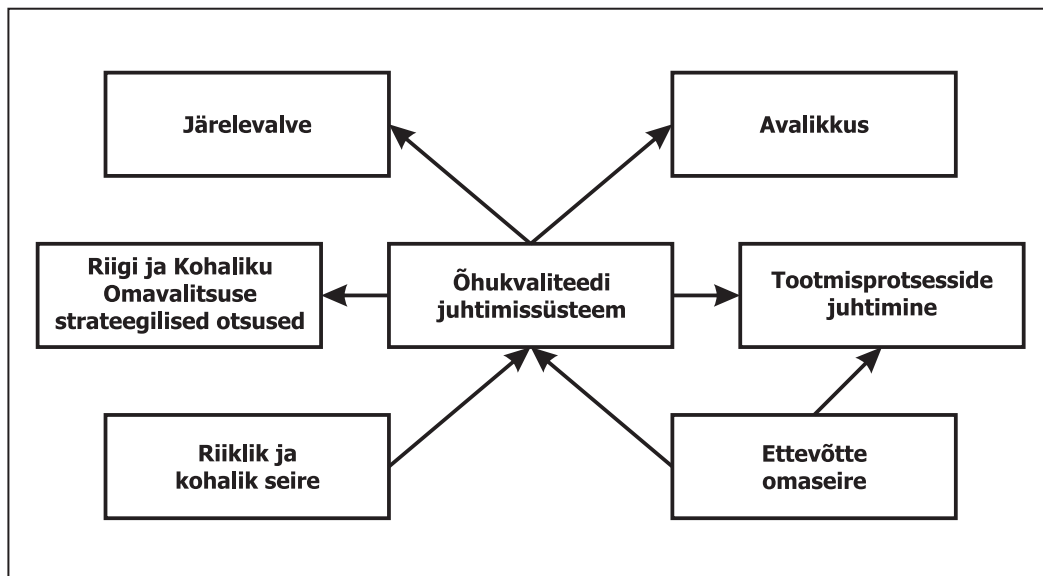 Järelevalve
Avalikkus
Riigi ja Kohaliku
Omavalitsuse
strateegilised otsused
Õhukvaliteedi
juhtimissüsteem
Tootmisprotsesside
juhtimine
Riiklik ja
kohalik seire
Ettevõtte
omaseire